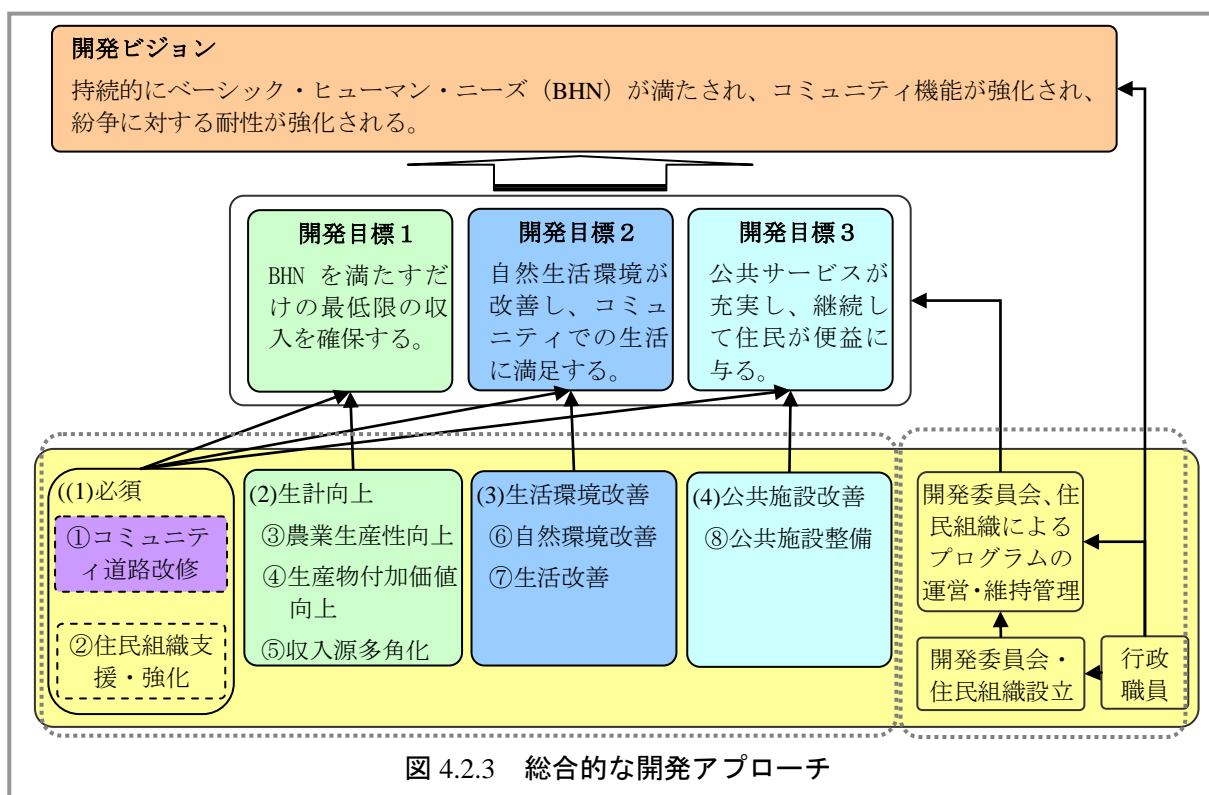 開発ビジョン
持続的にベーシック・ヒューマン・ニーズ（BHN）が満たされ、コミュニティ機能が強化され、
紛争に対する耐性が強化される。
開発目標１
BHN を満たすだ
けの最低限の収
入を確保する。
開発目標２
自然生活環境が
改善し、コミュ
ニティでの生活
に満足する。
開発目標３
公共サービスが
充実し、継続し
て住民が便益に
与る。
((1)必須
①コミュニテ
ィ道路改修
②住民組織支
援・強化
(2)生計向上
③農業生産性向上
④生産物付加価値
向上
⑤収入源多角化
(3)生活環境改善
⑥自然環境改善
⑦生活改善
(4)公共施設改善
⑧公共施設整備
開発委員会、住
民組織による
プログラムの
運営・維持管理
開発委員会・
住民組織設立
行政
職員
図 4.2.3　総合的な開発アプローチ